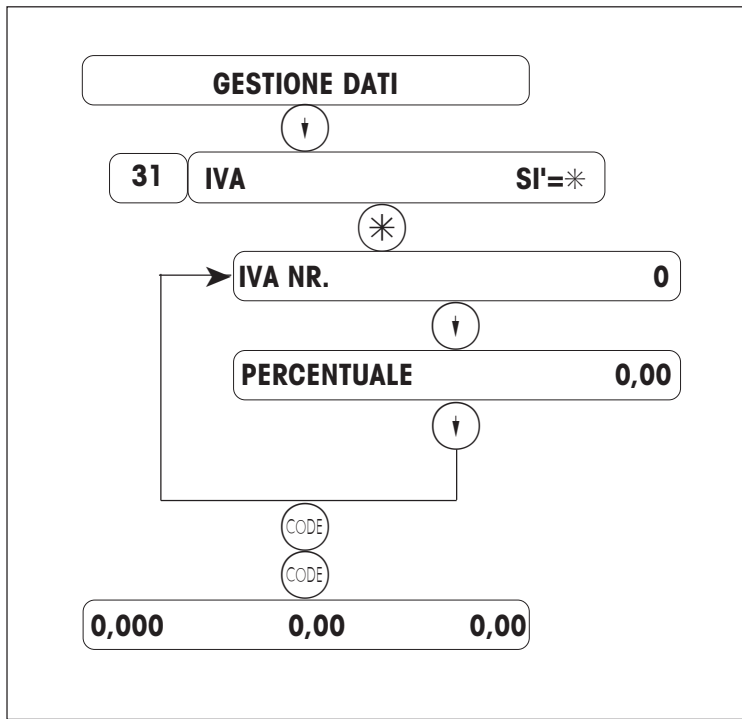 GESTIONE DATI
31 IVA SI'=✳
✳
IVA NR. 0
PERCENTUALE 0,00
CODE
CODE
0,000 0,00 0,00